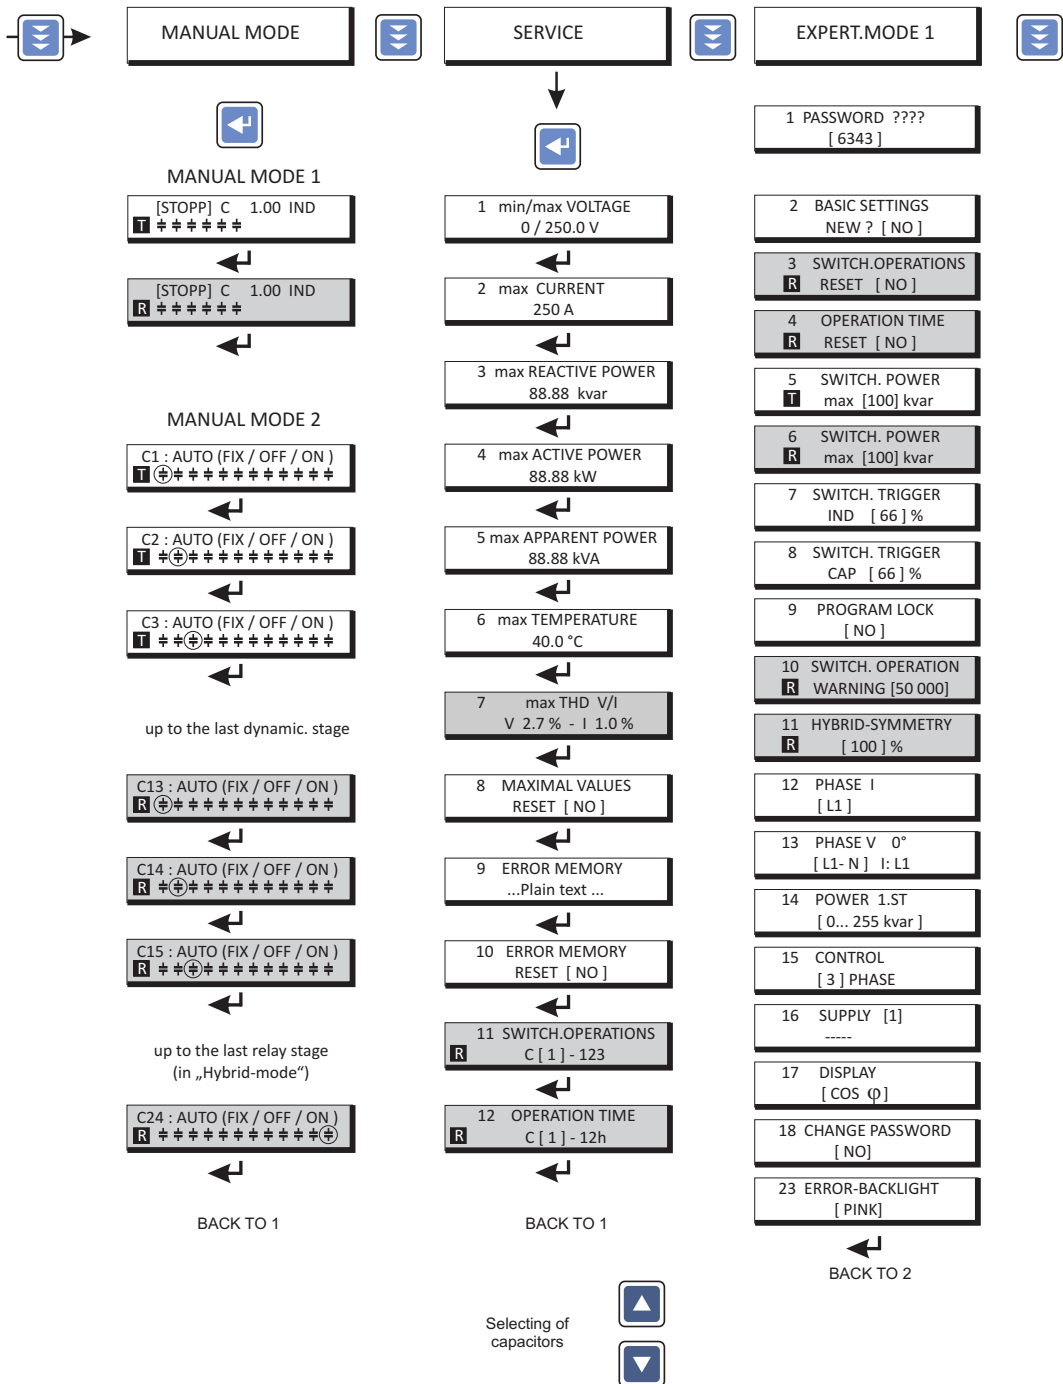 MANUAL MODE
MANUAL MODE 1
[STOPP] C 1.00 IND
T
[STOPP] C 1.00 IND
R
MANUAL MODE 2
C1 : AUTO (FIX / OFF / ON )
T
C2 : AUTO (FIX / OFF / ON )
T
C3 : AUTO (FIX / OFF / ON )
T
up to the last dynamic. stage
C13 : AUTO (FIX / OFF / ON )
R
C14 : AUTO (FIX / OFF / ON )
R
C15 : AUTO (FIX / OFF / ON )
R
up to the last relay stage
(in „Hybrid-mode“)
C24 : AUTO (FIX / OFF / ON )
R
BACK TO 1
SERVICE
1 min/max VOLTAGE
0 / 250.0 V
2 max CURRENT
250 A
3 max REACTIVE POWER
88.88 kvar
4 max ACTIVE POWER
88.88 kW
5 max APPARENT POWER
88.88 kVA
6 max TEMPERATURE
40.0 °C
7 max THD V/I
V 2.7 % - I 1.0 %
8 MAXIMAL VALUES
RESET [ NO ]
9 ERROR MEMORY
...Plain text ...
10 ERROR MEMORY
RESET [ NO ]
11 SWITCH.OPERATIONS
R C [ 1 ] - 123
12 OPERATION TIME
R C [ 1 ] - 12h
BACK TO 1
Selecting of
capacitors
EXPERT.MODE 1
1 PASSWORD ????
[ 6343 ]
2 BASIC SETTINGS
NEW ? [ NO ]
3 SWITCH.OPERATIONS
R RESET [ NO ]
4 OPERATION TIME
R RESET [ NO ]
5 SWITCH. POWER
T max [100] kvar
6 SWITCH. POWER
R max [100] kvar
7 SWITCH. TRIGGER
IND [ 66 ] %
8 SWITCH. TRIGGER
CAP [ 66 ] %
9 PROGRAM LOCK
[ NO ]
10 SWITCH. OPERATION
R WARNING [50 000]
11 HYBRID-SYMMETRY
R [ 100 ] %
12 PHASE I
[ L1 ]
13 PHASE V 0°
[ L1- N ] I: L1
14 POWER 1.ST
[ 0... 255 kvar ]
15 CONTROL
[ 3 ] PHASE
16 SUPPLY [1]
-----
17 DISPLAY
[ COS φ ]
18 CHANGE PASSWORD
[ NO]
23 ERROR-BACKLIGHT
[ PINK]
BACK TO 2